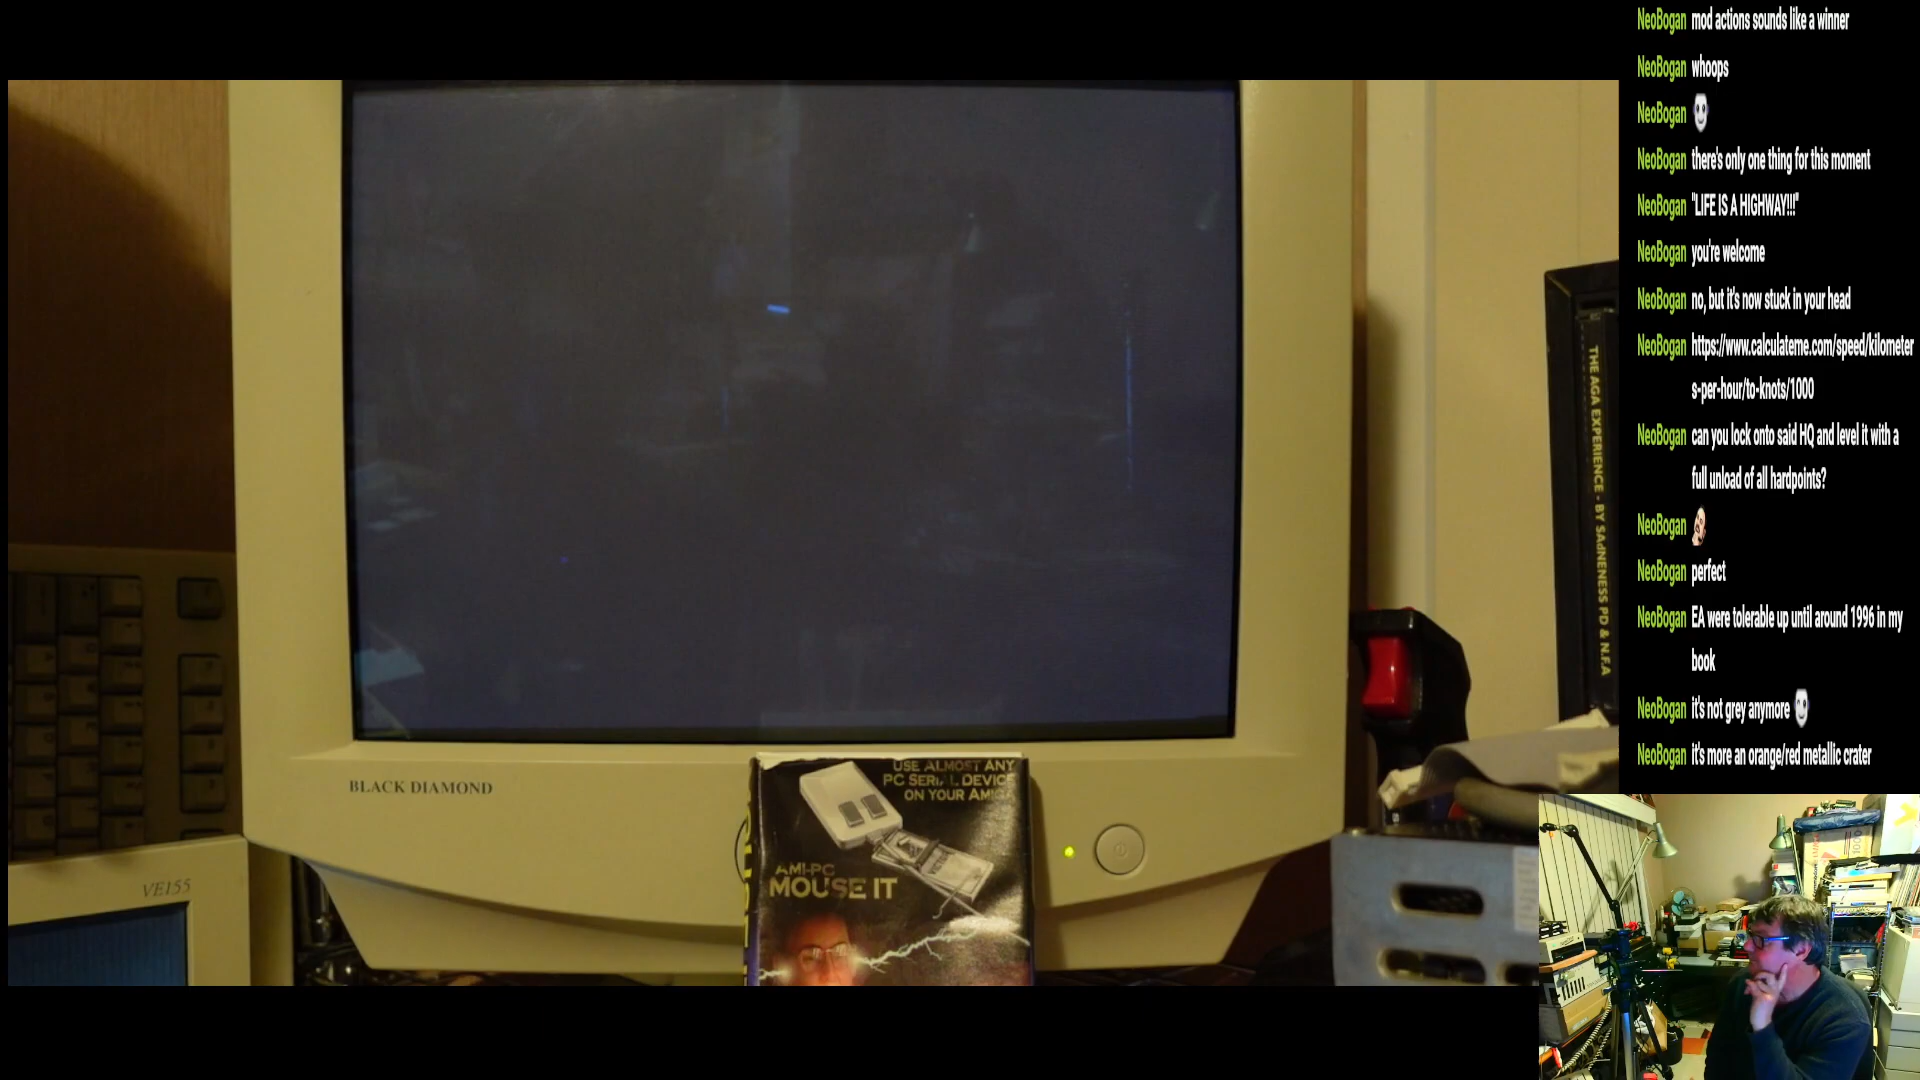 NeoBogan mod actions sounds like a winner
NeoBogan whoops
NeoBogan
NeoBogan there's only one thing for this moment
NeoBogan "LIFE IS A HIGHWAY!!!"
NeoBogan you're welcome
NeoBogan no, but it's now stuck in your head
NeoBogan https://www.calculateme.com/speed/kilometer
s-per-hour/to-knots/1000
NeoBogan can you lock onto said HQ and level it with a
full unload of all hardpoints?
NeoBogan
NeoBogan perfect
NeoBogan EA were tolerable up until around 1996 in my
book
NeoBogan it's not grey anymore
NeoBogan it's more an orange/red metallic crater
THE AGA EXPERIENCE - BY SAdNESS PD & N.F.A
BLACK DIAMOND
USE ALMOST ANY
PC SERIAL DEVICE
ON YOUR AMIGA
AMI-PC
MOUSE IT
VE155